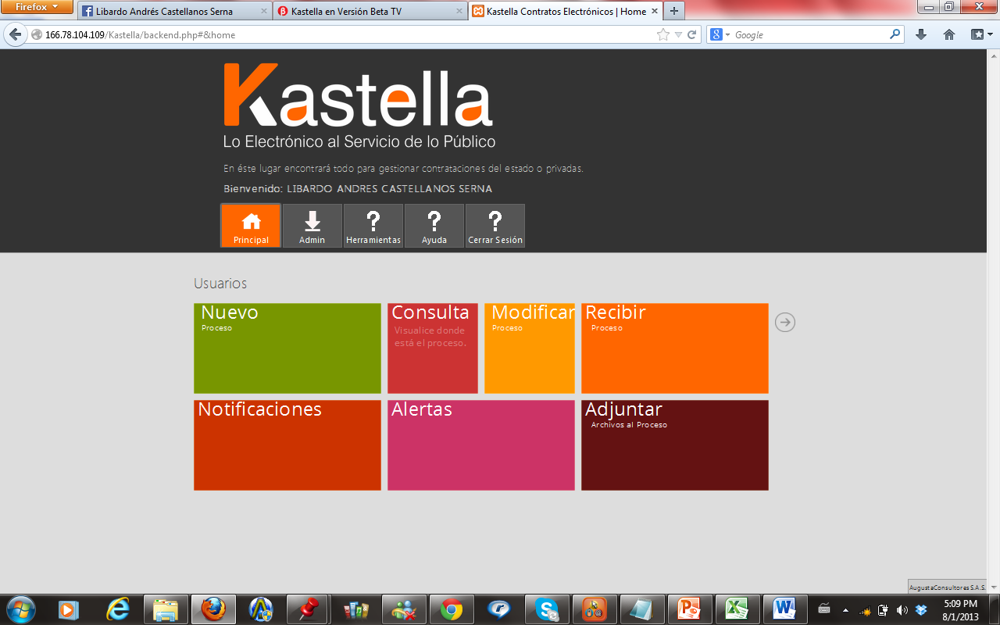 Firefox
Libardo Andrés Castellanos Serna
Kastella en Versión Beta TV
Kastella Contratos Electrónicos | Home
166.78.104.109/Kastella/backend.php#&home
Google
Kastella
Lo Electrónico al Servicio de lo Público
En éste lugar encontrará todo para gestionar contrataciones del estado o privadas.
Bienvenido: LIBARDO ANDRES CASTELLANOS SERNA
Principal
Admin
Herramientas
Ayuda
Cerrar Sesión
Usuarios
Nuevo
Proceso
Consulta
Visualice donde
está el proceso.
Modificar
Proceso
Recibir
Proceso
Notificaciones
Alertas
Adjuntar
Archivos al Proceso
AugustaConsultores S.A.S.
5:09 PM
8/1/2013